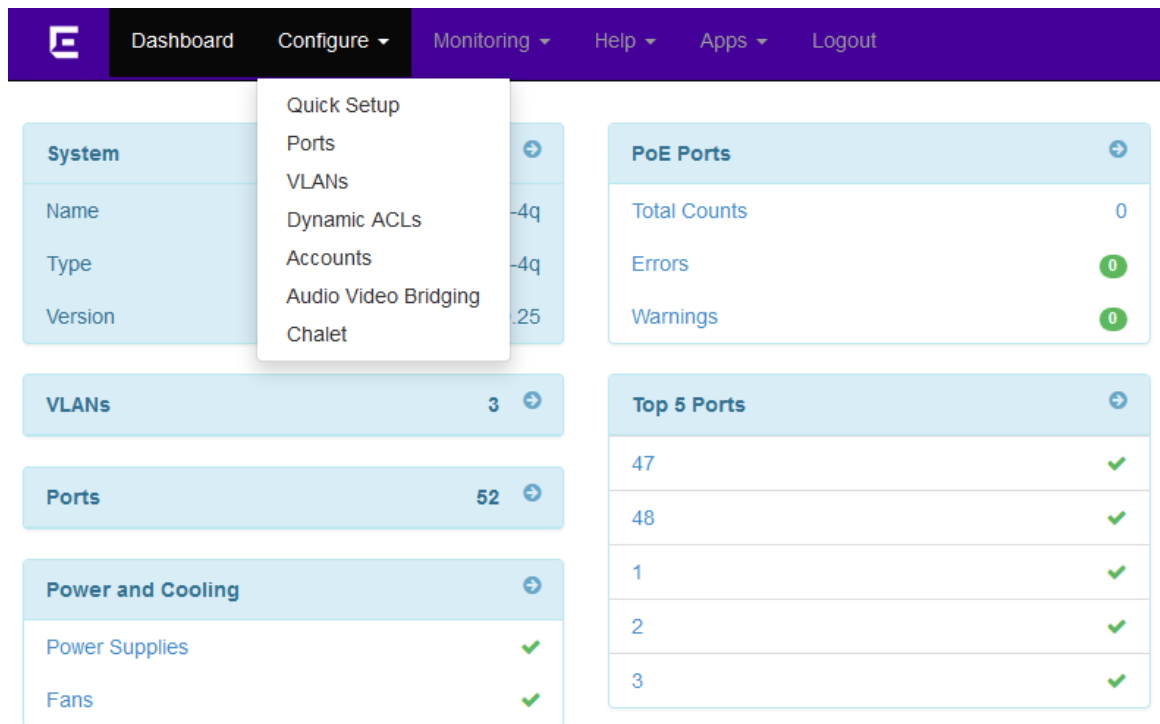 Dashboard Configure Monitoring Help Apps Logout
Quick Setup
Ports
VLANs
Dynamic ACLs
Accounts
Audio Video Bridging
Chalet
System
Name -4q
Type -4q
Version .25
VLANs 3
Ports 52
Power and Cooling
Power Supplies
Fans
PoE Ports
Total Counts 0
Errors 0
Warnings 0
Top 5 Ports
47
48
1
2
3